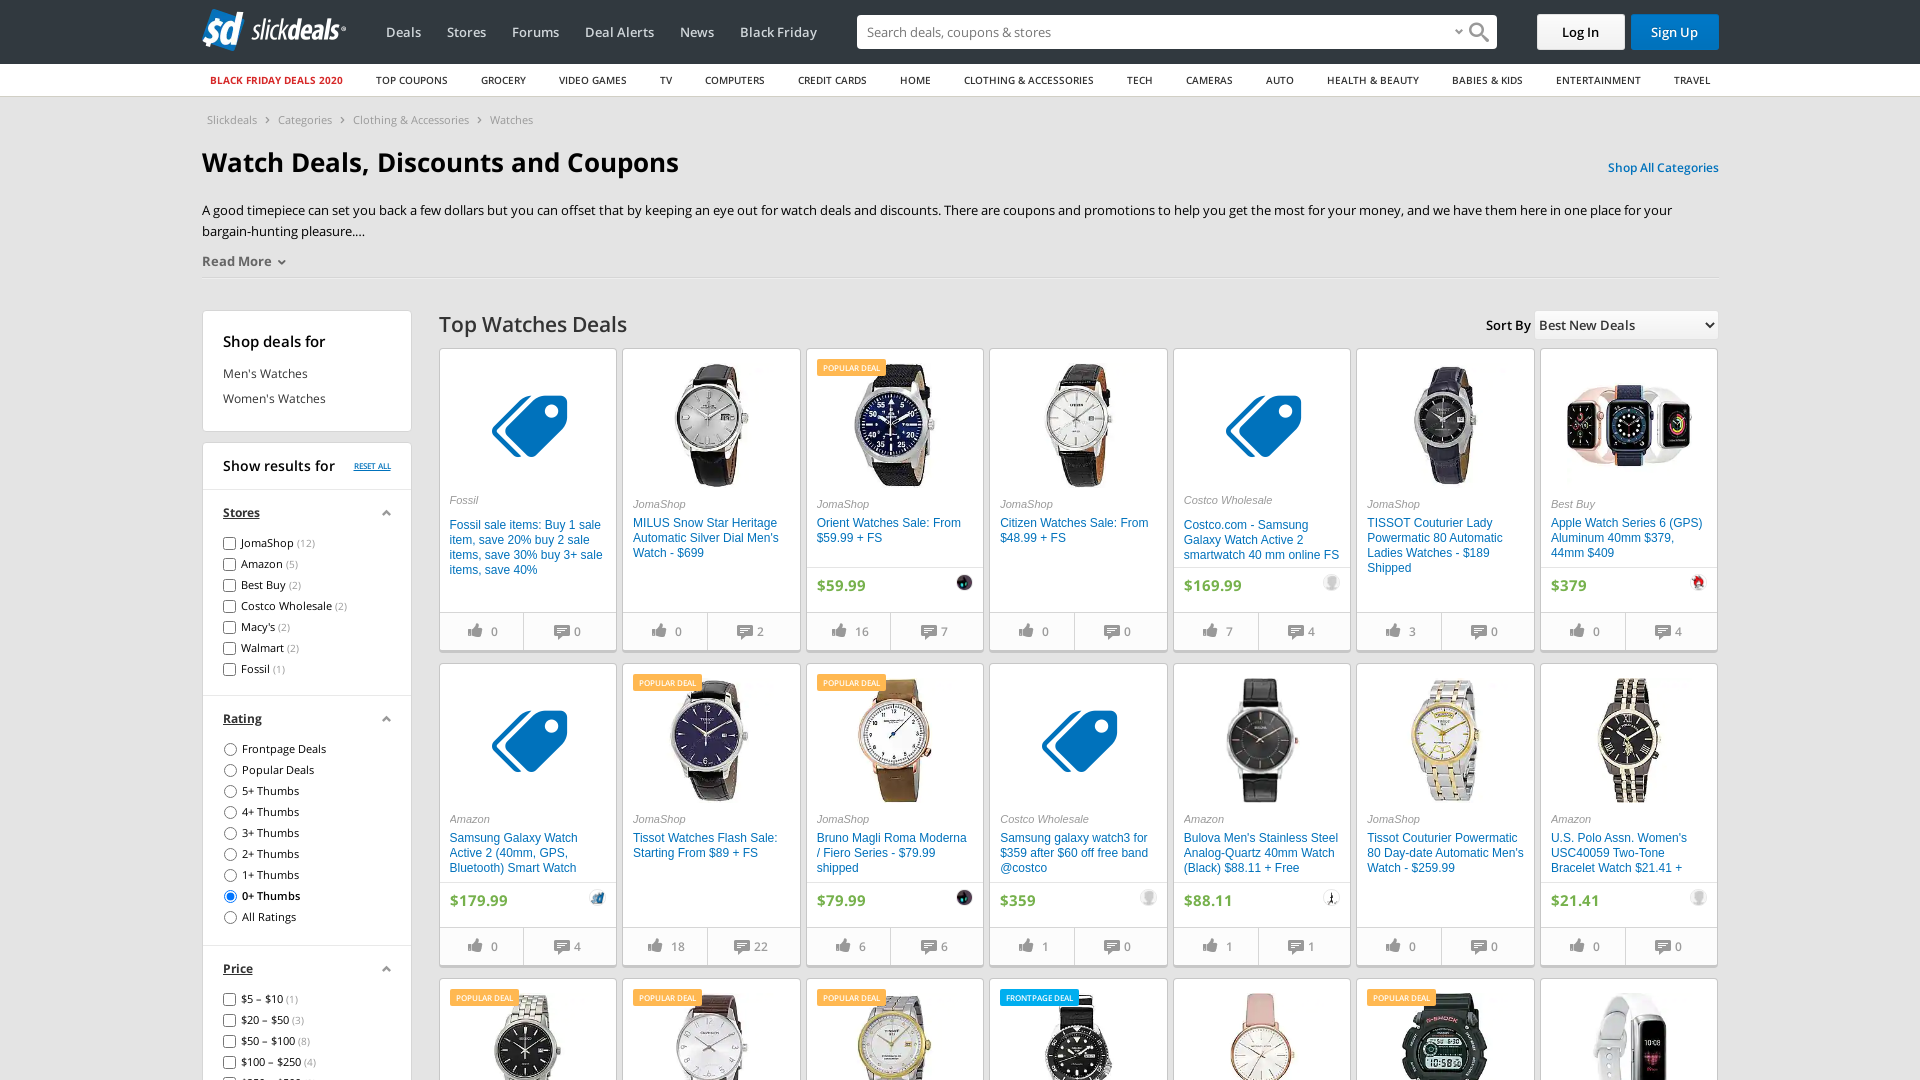 sd slickdeals
Deals
Stores
Forums
Deal Alerts
News
Black Friday
Search deals, coupons & stores
Log In
Sign Up
BLACK FRIDAY DEALS 2020
TOP COUPONS
GROCERY
VIDEO GAMES
TV
COMPUTERS
CREDIT CARDS
HOME
CLOTHING & ACCESSORIES
TECH
CAMERAS
AUTO
HEALTH & BEAUTY
BABIES & KIDS
ENTERTAINMENT
TRAVEL
Slickdeals > Categories > Clothing & Accessories > Watches
Watch Deals, Discounts and Coupons
Shop All Categories
A good timepiece can set you back a few dollars but you can offset that by keeping an eye out for watch deals and discounts. There are coupons and promotions to help you get the most for your money, and we have them here in one place for your
bargain-hunting pleasure....
Read More
Shop deals for
Men's Watches
Women's Watches
Show results for
RESET ALL
Stores
JomaShop (12)
Amazon (5)
Best Buy (2)
Costco Wholesale (2)
Macy's (2)
Walmart (2)
Fossil (1)
Rating
Frontpage Deals
Popular Deals
5+ Thumbs
4+ Thumbs
3+ Thumbs
2+ Thumbs
1+ Thumbs
0+ Thumbs
All Ratings
Price
$5 – $10 (1)
$20 – $50 (3)
$50 – $100 (8)
$100 – $250 (4)
Top Watches Deals
Sort By Best New Deals
Fossil
Fossil sale items: Buy 1 sale
item, save 20% buy 2 sale
items, save 30% buy 3+ sale
items, save 40%
0
0
JomaShop
MILUS Snow Star Heritage
Automatic Silver Dial Men's
Watch - $699
0
2
POPULAR DEAL
JomaShop
Orient Watches Sale: From
$59.99 + FS
$59.99
16
7
JomaShop
Citizen Watches Sale: From
$48.99 + FS
0
0
Costco Wholesale
Costco.com - Samsung
Galaxy Watch Active 2
smartwatch 40 mm online FS
$169.99
7
4
JomaShop
TISSOT Couturier Lady
Powermatic 80 Automatic
Ladies Watches - $189
Shipped
3
0
Best Buy
Apple Watch Series 6 (GPS)
Aluminum 40mm $379,
44mm $409
$379
0
4
Amazon
Samsung Galaxy Watch
Active 2 (40mm, GPS,
Bluetooth) Smart Watch
$179.99
0
4
POPULAR DEAL
JomaShop
Tissot Watches Flash Sale:
Starting From $89 + FS
18
22
POPULAR DEAL
JomaShop
Bruno Magli Roma Moderna
/ Fiero Series - $79.99
shipped
$79.99
6
6
Costco Wholesale
Samsung galaxy watch3 for
$359 after $60 off free band
@costco
$359
1
0
Amazon
Bulova Men's Stainless Steel
Analog-Quartz 40mm Watch
(Black) $88.11 + Free
$88.11
1
1
JomaShop
Tissot Couturier Powermatic
80 Day-date Automatic Men's
Watch - $259.99
0
0
Amazon
U.S. Polo Assn. Women's
USC40059 Two-Tone
Bracelet Watch $21.41 +
$21.41
0
0
POPULAR DEAL
POPULAR DEAL
POPULAR DEAL
FRONTPAGE DEAL
POPULAR DEAL
G-SHOCK